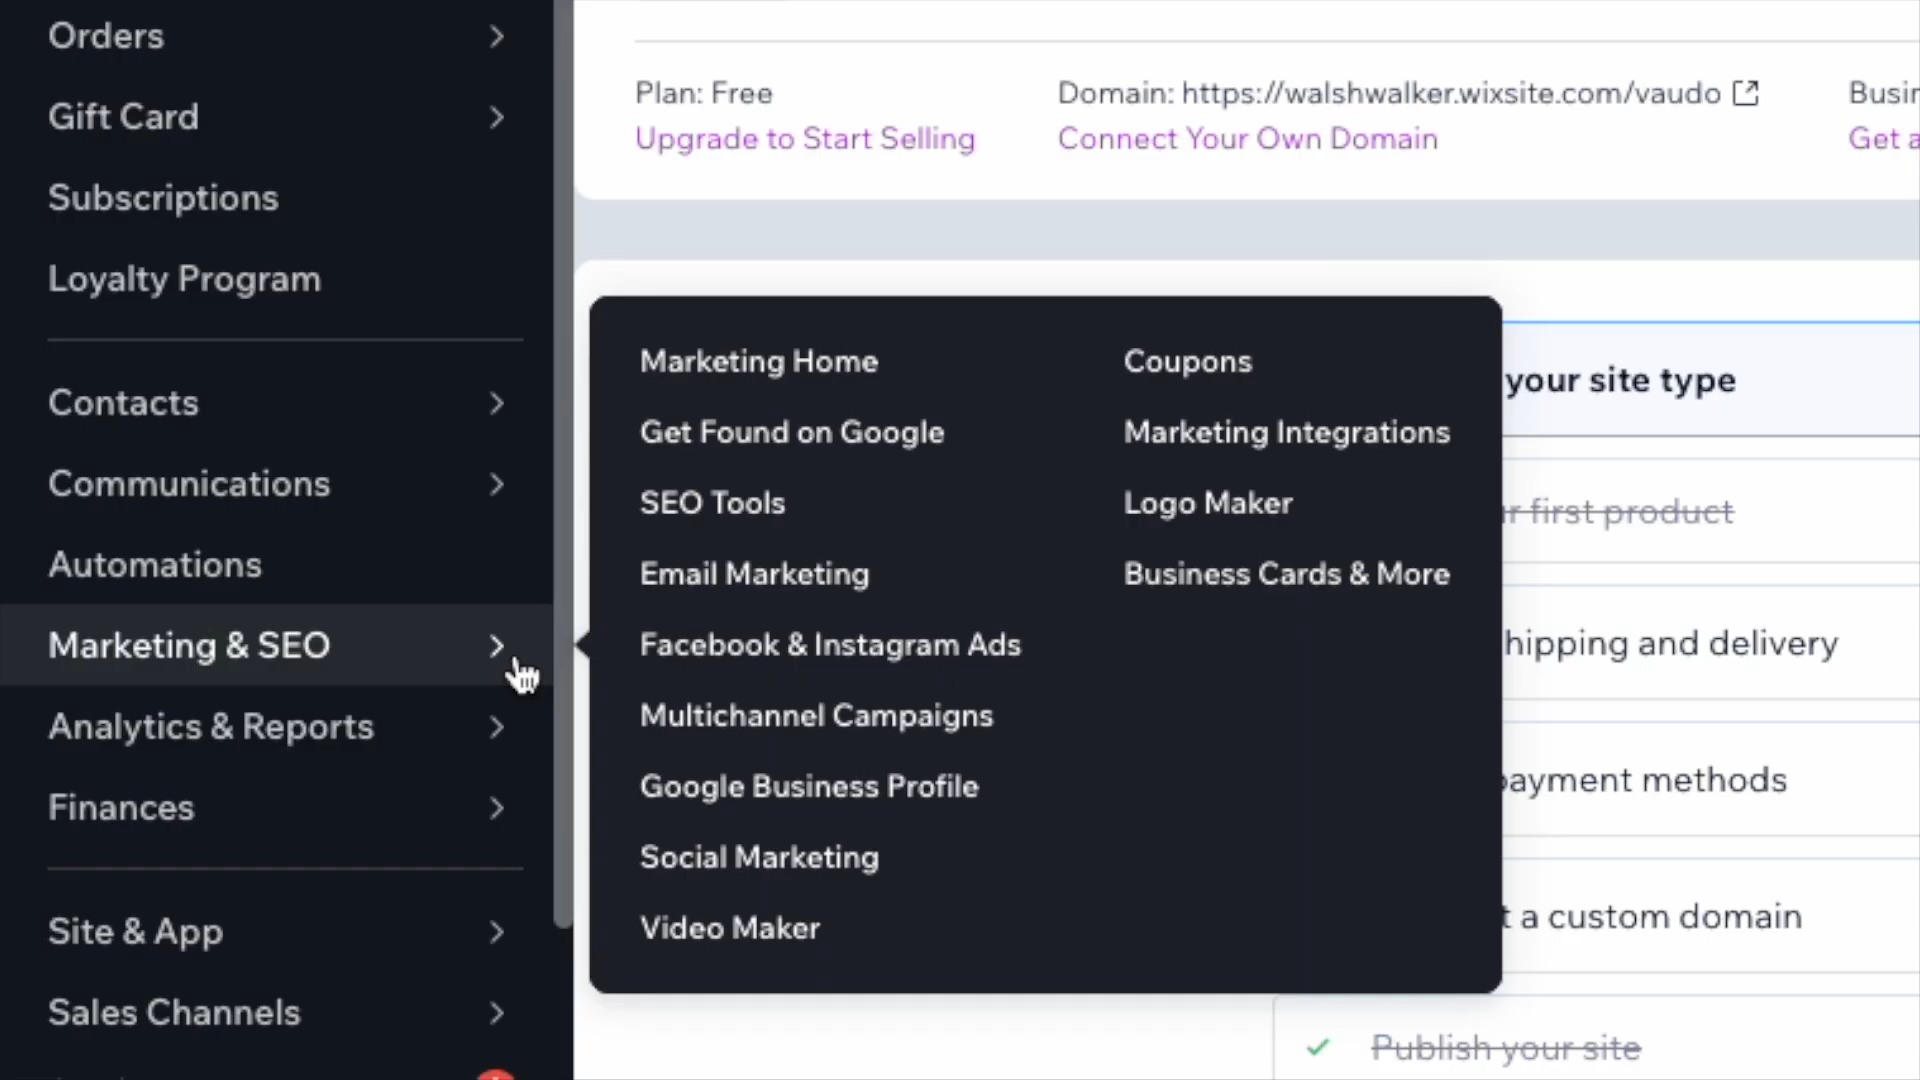 Orders
Gift Card
Subscriptions
Loyalty Program
Contacts
Communications
Automations
Marketing & SEO
Analytics & Reports
Finances
Site & App
Sales Channels
Plan: Free
Upgrade to Start Selling
Domain: https://walshwalker.wixsite.com/vaudo
Connect Your Own Domain
Get a
Marketing Home
Get Found on Google
SEO Tools
Email Marketing
Facebook & Instagram Ads
Multichannel Campaigns
Google Business Profile
Social Marketing
Video Maker
Coupons
Marketing Integrations
Logo Maker
Business Cards & More
your site type
first product
hipping and delivery
payment methods
t a custom domain
Publish your site